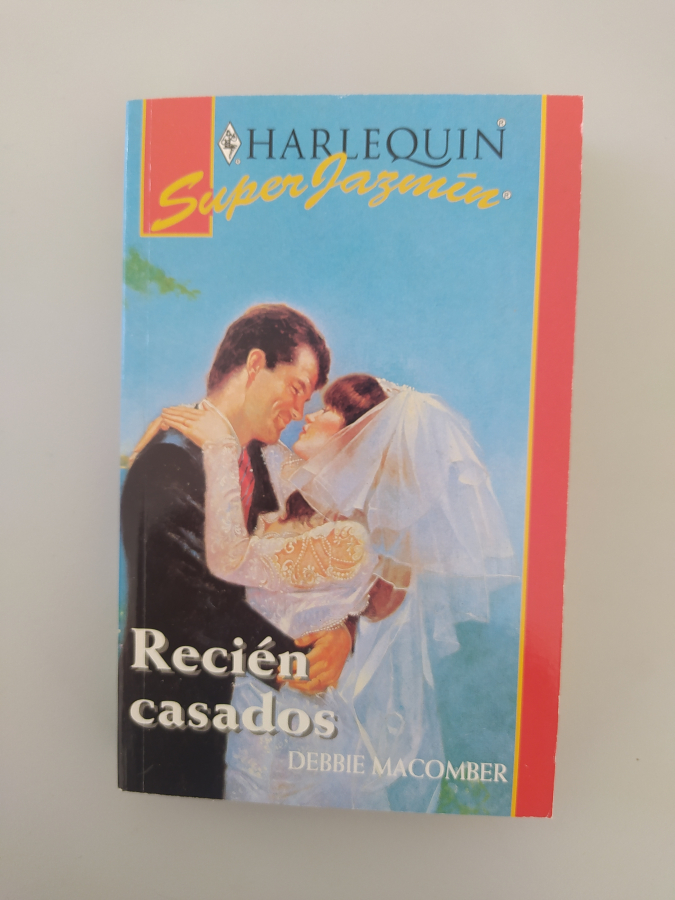 HARLEQUIN
Super Jazmín
Recién
casados
DEBBIE MACOMBER